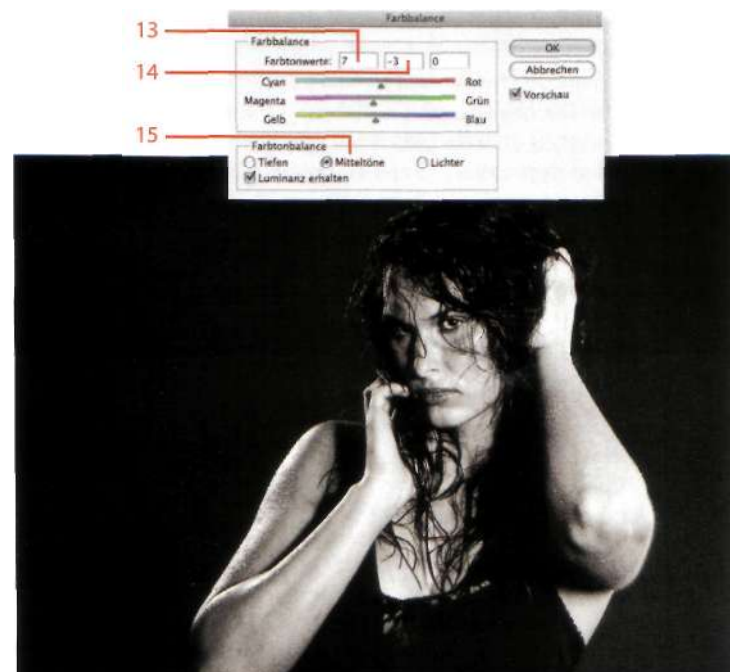 Farbbalance
13
Farbbalance
OK
Farbtonwerte: 7 -3 0
14
Abbrechen
Cyan Rot
Vorschau
Magenta Grün
Gelb Blau
15
Farbtonbalance
Tiefen Mitteltöne Lichter
Luminanz erhalten